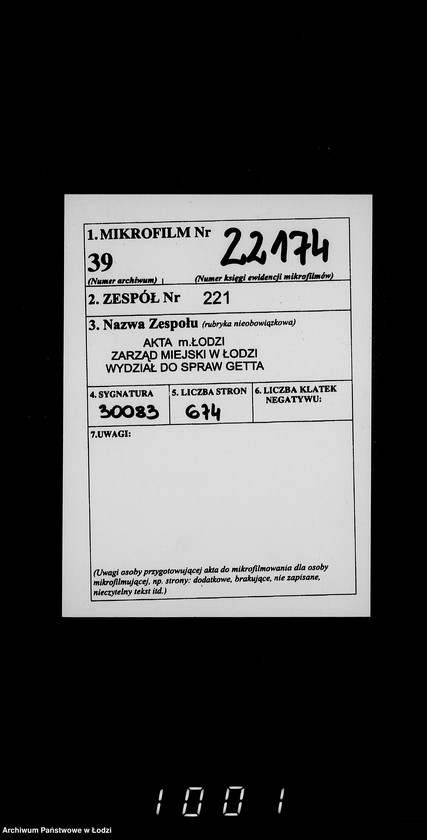 1. MIKROFILM Nr 22174
39
(Numer archiwum) (Numer księgi ewidencji mikrofilmów)
2. ZESPÓŁ Nr 221
3. Nazwa Zespołu (rubryka nieobowiązkowa)
AKTA m.ŁODZI
ZARZĄD MIEJSKI W ŁODZI
WYDZIAŁ DO SPRAW GETTA
4. SYGNATURA
30083
5. LICZBA STRON
674
6. LICZBA KLATEK
NEGATYWU:
7.UWAGI:
(Uwagi osoby przygotowującej akta do mikrofilmowania dla osoby
mikrofilmującej, np. strony: dodatkowe, brakujące, nie zapisane,
nieczytelny tekst itd.)
1001
Archiwum Państwowe w Łodzi